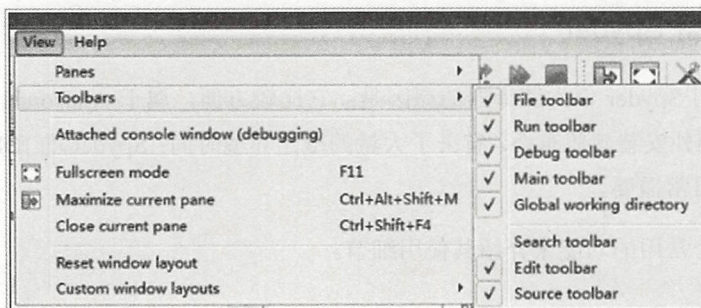 View Help
Panes
Toolbars
Attached console window (debugging)
Fullscreen mode F11
Maximize current pane Ctrl+Alt+Shift+M
Close current pane Ctrl+Shift+F4
Reset window layout
Custom window layouts
File toolbar
Run toolbar
Debug toolbar
Main toolbar
Global working directory
Search toolbar
Edit toolbar
Source toolbar